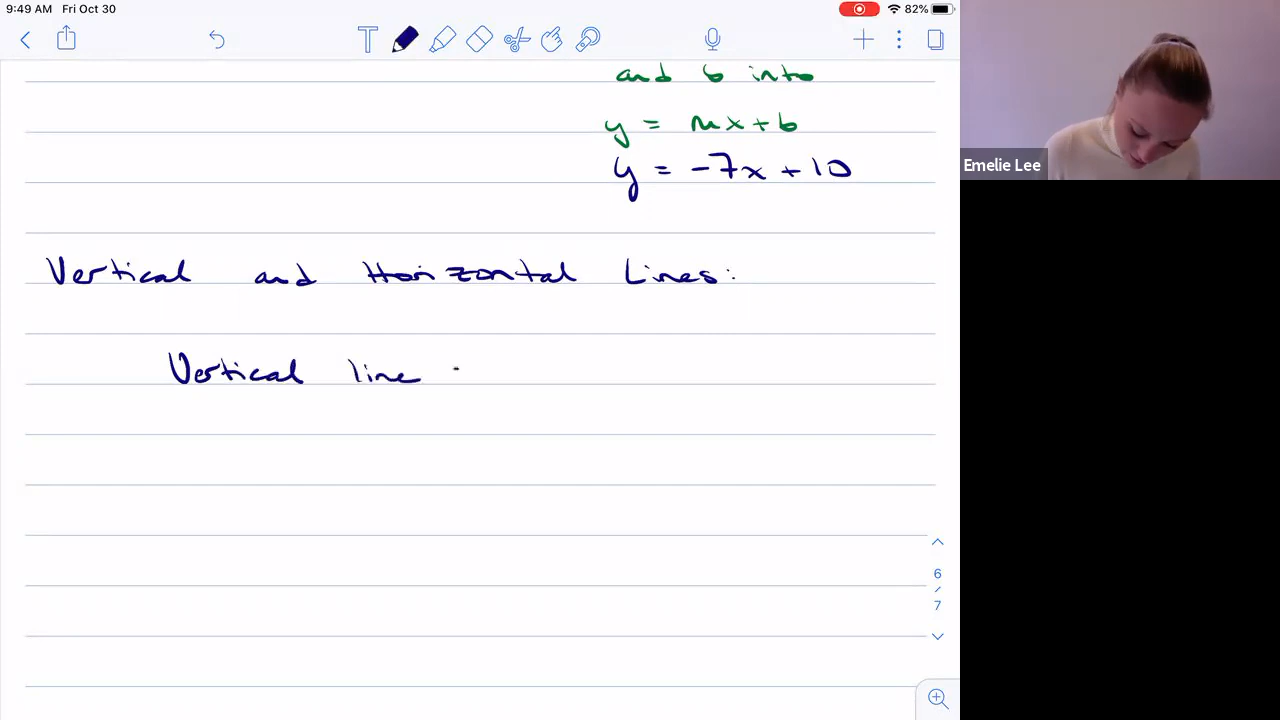 9:49 AM Fri Oct 30
82%
and b into
y = mx + b
y = -7x + 10
Vertical and Horizontal Lines:
Vertical line
6
/
7
T
Emelie Lee